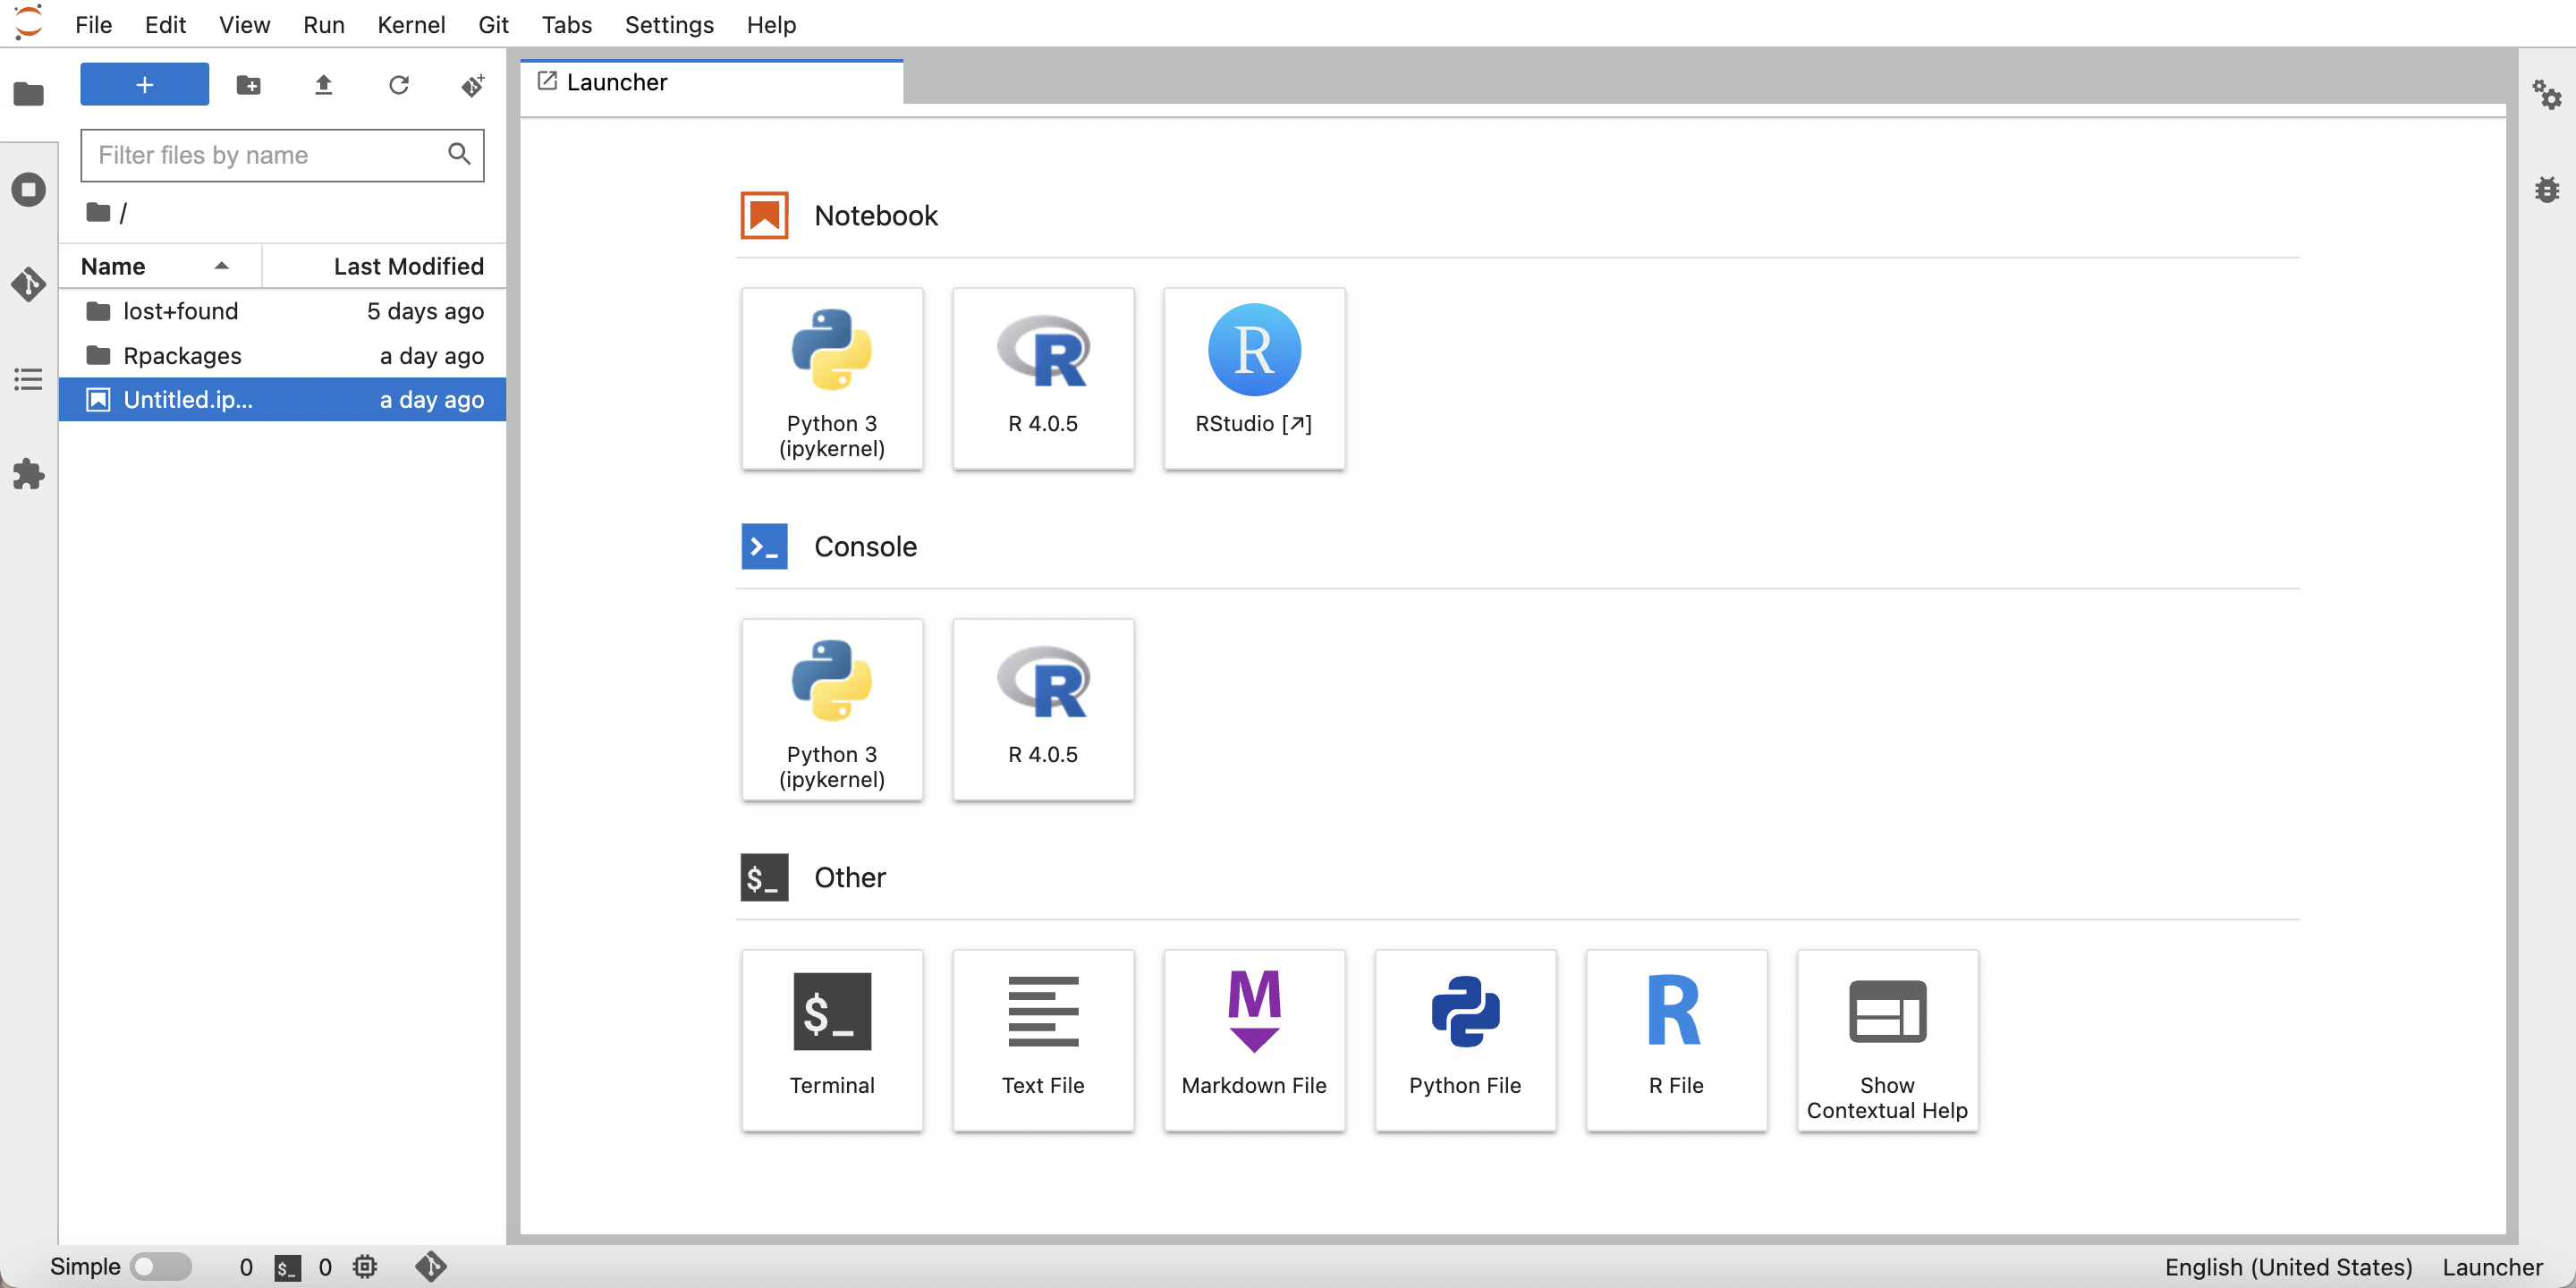 File Edit View Run Kernel Git Tabs Settings Help
+
Launcher
Filter files by name
/
Name Last Modified
lost+found 5 days ago
Rpackages a day ago
Untitled.ip... a day ago
Notebook
Python 3
(ipykernel)
R 4.0.5
RStudio [↗]
Console
Python 3
(ipykernel)
R 4.0.5
$_ Other
$_
Terminal
Text File
M
Markdown File
Python File
R
R File
Show
Contextual Help
Simple 0 $_ 0 English (United States) Launcher